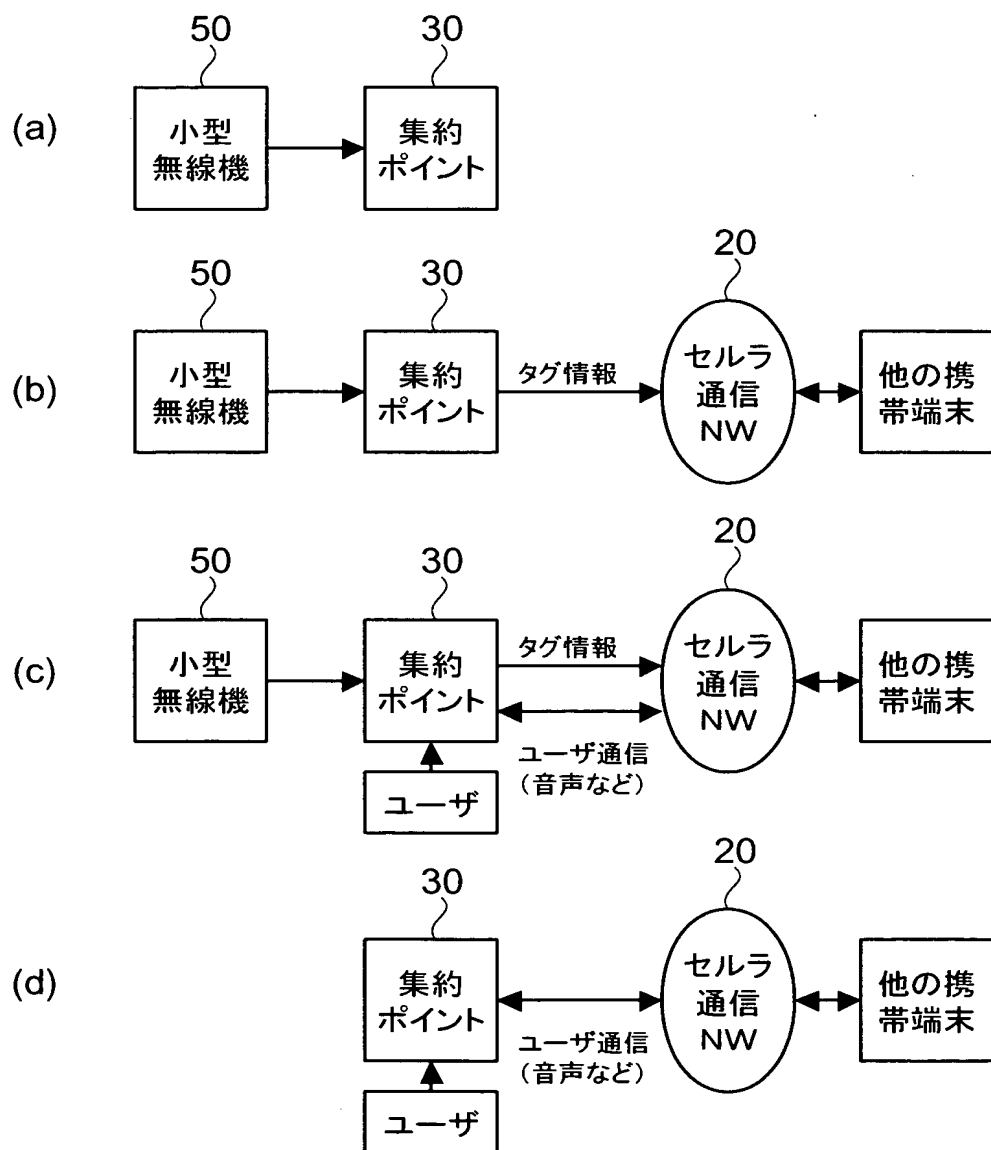 50
30
(a)
小型
無線機
集約
ポイント
50
30
20
(b)
小型
無線機
集約
ポイント
タグ情報
セルラ
通信
NW
他の携
帯端末
50
30
20
(c)
小型
無線機
集約
ポイント
タグ情報
セルラ
通信
NW
他の携
帯端末
ユーザ通信
(音声など)
ユーザ
30
20
(d)
集約
ポイント
セルラ
通信
NW
他の携
帯端末
ユーザ通信
(音声など)
ユーザ